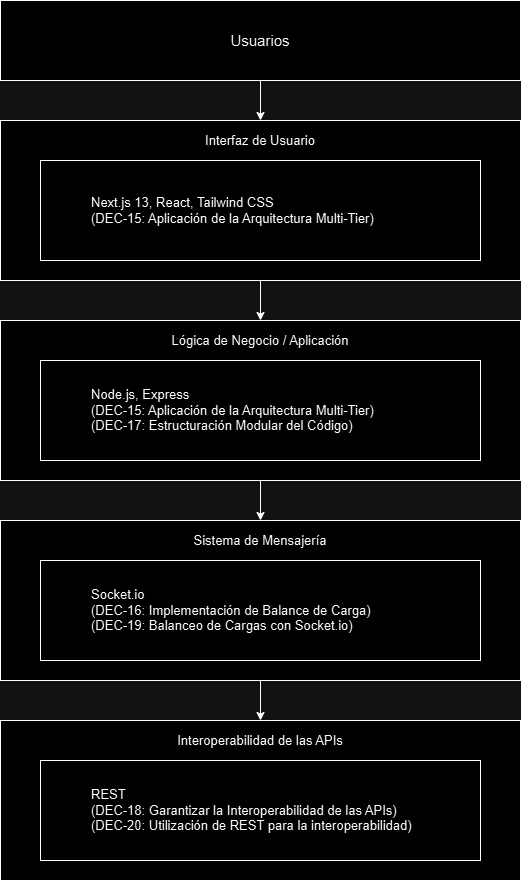 Usuarios
Interfaz de Usuario
Next.js 13, React, Tailwind CSS
(DEC-15: Aplicación de la Arquitectura Multi-Tier)
Lógica de Negocio / Aplicación
Node.js, Express
(DEC-15: Aplicación de la Arquitectura Multi-Tier)
(DEC-17: Estructuración Modular del Código)
Sistema de Mensajería
Socket.io
(DEC-16: Implementación de Balance de Carga)
(DEC-19: Balanceo de Cargas con Socket.io)
Interoperabilidad de las APIs
REST
(DEC-18: Garantizar la Interoperabilidad de las APIs)
(DEC-20: Utilización de REST para la interoperabilidad)